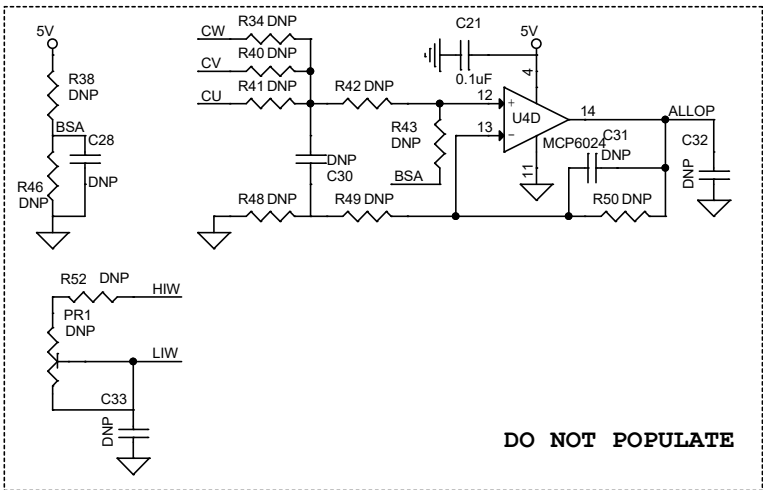 5V
R38
DNP
BSA
C28
DNP
R46
DNP
CW
R34 DNP
CV
R40 DNP
CU
R41 DNP
R42 DNP
R43
DNP
BSA
DNP
C30
R48 DNP
R49 DNP
C21
0.1uF
5V
4
12
+
13
−
U4D
14
MCP6024
11
ALLOP
C31
DNP
R50 DNP
C32
DNP
R52 DNP
HIW
PR1
DNP
LIW
C33
DNP
DO NOT POPULATE